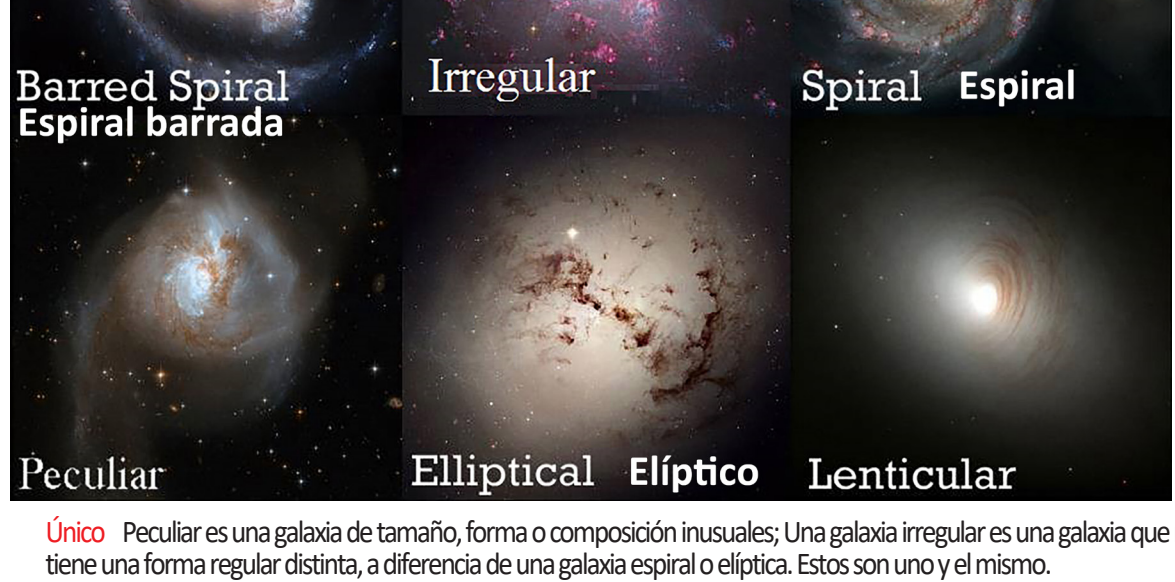 Barred Spiral
Espiral barrada
Irregular
Spiral Espiral
Peculiar
Elliptical Elíptico
Lenticular
Único Peculiar es una galaxia de tamaño, forma o composición inusuales; Una galaxia irregular es una galaxia que
tiene una forma regular distinta, a diferencia de una galaxia espiral o elíptica. Estos son uno y el mismo.